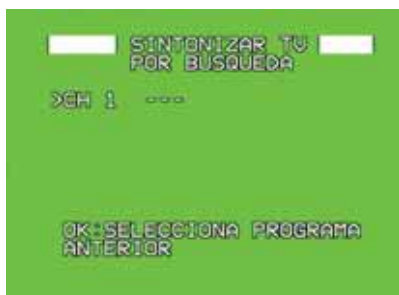 SINTONIZAR TV
POR BUSQUEDA
>CH 1 ---
OK:SELECCIONA PROGRAMA
ANTERIOR